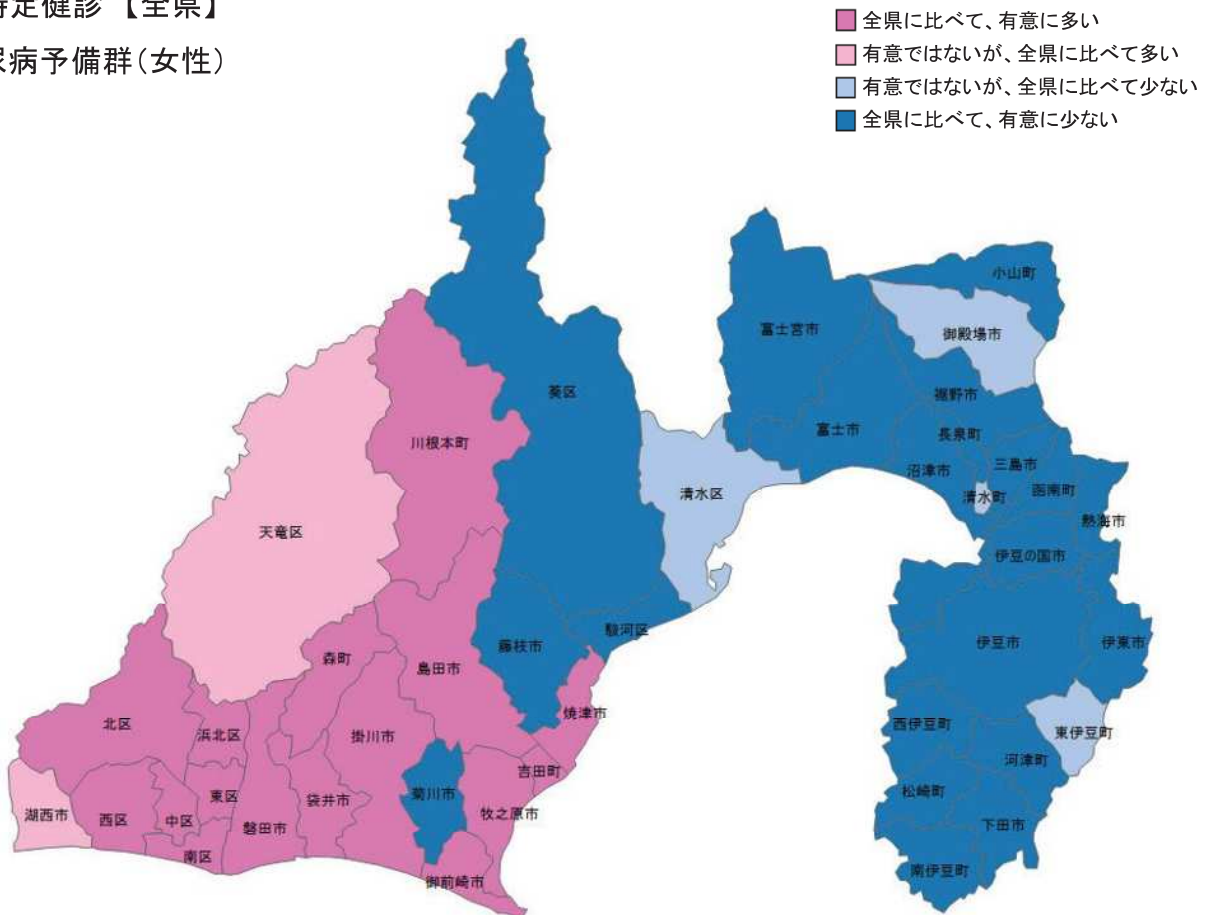 特定健診 【全県】
尿病予備群(女性)
全県に比べて、有意に多い
有意ではないが、全県に比べて多い
有意ではないが、全県に比べて少ない
全県に比べて、有意に少ない
小山町
富士宮市
御殿場市
葵区
裾野市
川根本町
富士市
長泉町
沼津市
三島市
清水区
清水町
函南町
熱海市
天竜区
伊豆の国市
駿河区
藤枝市
伊豆市
伊東市
森町
島田市
焼津市
北区
浜北区
掛川市
西伊豆町
東伊豆町
河津町
吉田町
湖西市
西区
中区
東区
磐田市
袋井市
菊川市
牧之原市
松崎町
下田市
南区
御前崎市
南伊豆町